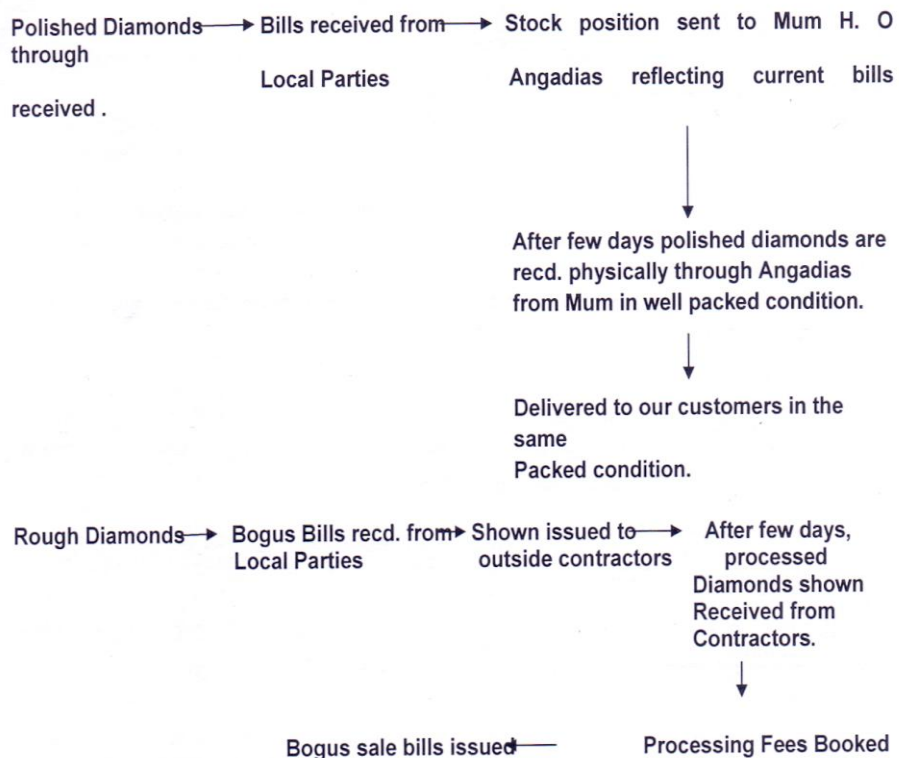 Polished Diamonds Bills received from Stock position sent to Mum H. O
through
Local Parties Angadias reflecting current bills
received .
After few days polished diamonds are
recd. physically through Angadias
from Mum in well packed condition.
Delivered to our customers in the
same
Packed condition.
Rough Diamonds Bogus Bills recd. from Shown issued to After few days,
Local Parties outside contractors processed
Diamonds shown
Received from
Contractors.
Bogus sale bills issued Processing Fees Booked